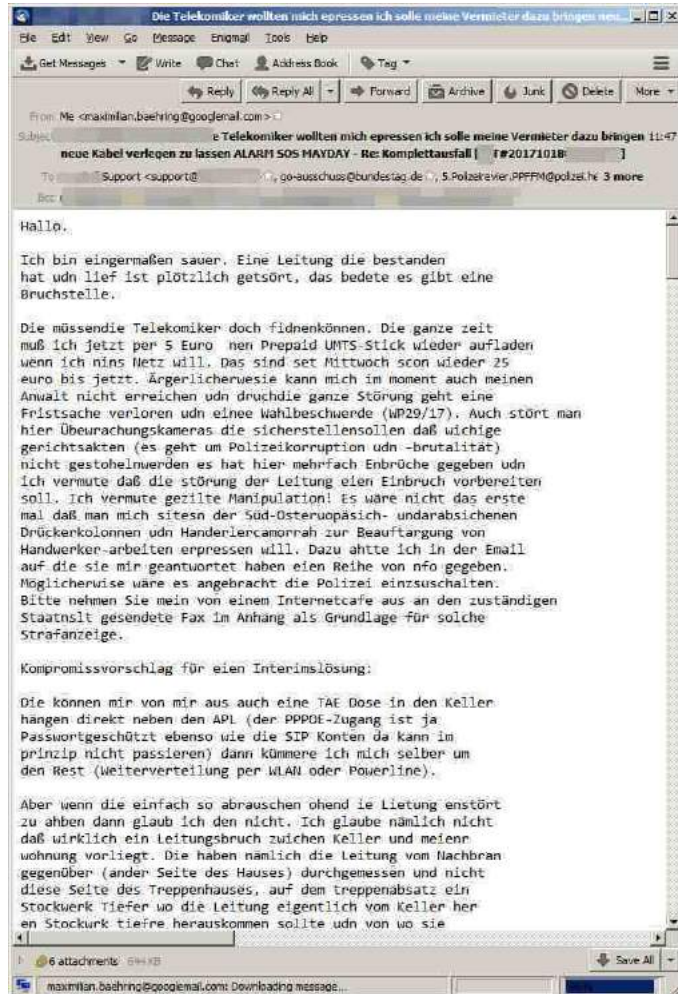 Die Telekomiker wollten mich epressen ich solle meine Vermieter dazu bringen neu...
File Edit View Go Message Enigmail Tools Help
Get Messages Write Chat Address Book Tag
Reply Reply All Forward Archive Junk Delete More
From Me <maximilian.baehring@googlemail.com>
Subject e Telekomiker wollten mich epressen ich solle meine Vermieter dazu bringen 11:47
neue Kabel verlegen zu lassen ALARM SOS MAYDAY - Re: Komplettausfall [ T#20171018 ]
To Support <support@ , go-ausschuss@bundestag.de , 5.Polizeirevier.PPFFM@polizei.he 3 more
Hallo.
Ich bin eingermaßen sauer. Eine Leitung die bestanden
hat udn lief ist plötzlich getsört, das bedete es gibt eine
Bruchstelle.
Die müssendie Telekomiker doch fidnenkönnen. Die ganze zeit
muß ich jetzt per 5 Euro nen Prepaid UMTS-Stick wieder aufladen
wenn ich nins Netz will. Das sind set Mittwoch scon wieder 25
euro bis jetzt. Ärgerlicherwesie kann mich im moment auch meinen
Anwalt nicht erreichen udn druchdie ganze Störung geht eine
Fristsache verloren udn einee Wahlbeschwerde (WP29/17). Auch stört man
hier Übewrachungskameras die sicherstellensollen daß wichige
gerichtsakten (es geht um Polizeikorruption udn -brutalität)
nicht gestohelnwerden es hat hier mehrfach Enbrüche gegeben udn
ich vermute daß die störung der Leitung eien Einbruch vorbereiten
soll. Ich vermute gezilte Manipulation! Es wäre nicht das erste
mal daß man mich sitesn der Süd-Osteruopäsich- undarabsichenen
Drückerkolonnen udn Handerlercamorrah zur Beauftargung von
Handwerker-arbeiten erpressen will. Dazu ahtte ich in der Email
auf die sie mir geantwortet haben eien Reihe von nfo gegeben.
Möglicherwise wäre es angebracht die Polizei einzsuschalten.
Bitte nehmen Sie mein von einem Internetcafe aus an den zuständigen
Staatnslt gesendete Fax im Anhang als Grundlage für solche
Strafanzeige.
Kompromissvorschlag für eien Interimslösung:
Die können mir von mir aus auch eine TAE Dose in den Keller
hängen direkt neben den APL (der PPPOE-Zugang ist ja
Passwortgeschützt ebenso wie die SIP Konten da kann im
prinzip nicht passieren) dann kümmere ich mich selber um
den Rest (Weiterverteilung per WLAN oder Powerline).
Aber wenn die einfach so abrauschen ohend ie Lietung enstört
zu ahben dann glaub ich den nicht. Ich glaube nämlich nicht
daß wirklich ein Leitungsbruch zwichen Keller und meienr
wohnung vorliegt. Die haben nämlich die Leitung vom Nachbran
gegenüber (ander Seite des Hauses) durchgemessen und nicht
diese Seite des Treppenhauses, auf dem treppenabsatz ein
Stockwerk Tiefer wo die Leitung eigentlich vom Keller her
en Stockwrk tiefre herauskommen sollte udn von wo sie
6 attachments 694 KB Save All
maximilian.baehring@googlemail.com: Downloading message...